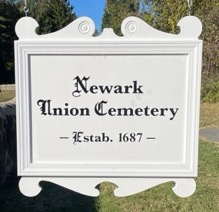 Newark
Union Cemetery
– Estab. 1687 –